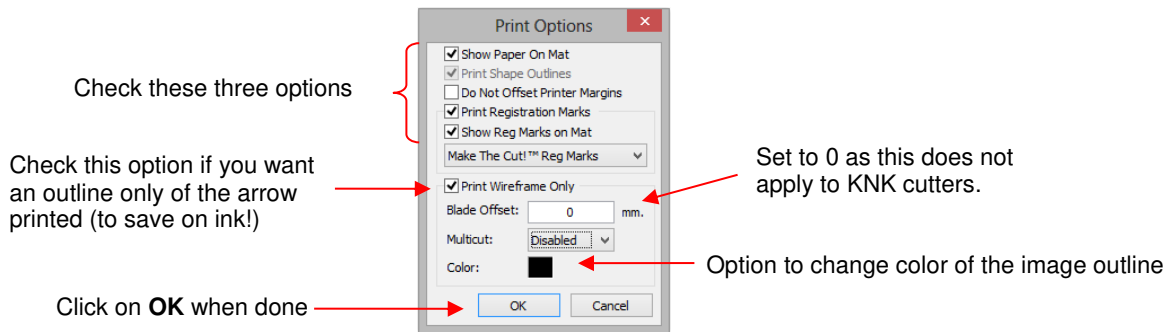 Print Options
Show Paper On Mat
Print Shape Outlines
Do Not Offset Printer Margins
Print Registration Marks
Show Reg Marks on Mat
Make The Cut!™ Reg Marks
Print Wireframe Only
Blade Offset: 0 mm.
Multicut: Disabled
Color:
OK Cancel
Check these three options
Check this option if you want
an outline only of the arrow
printed (to save on ink!)
Click on OK when done
Set to 0 as this does not
apply to KNK cutters.
Option to change color of the image outline